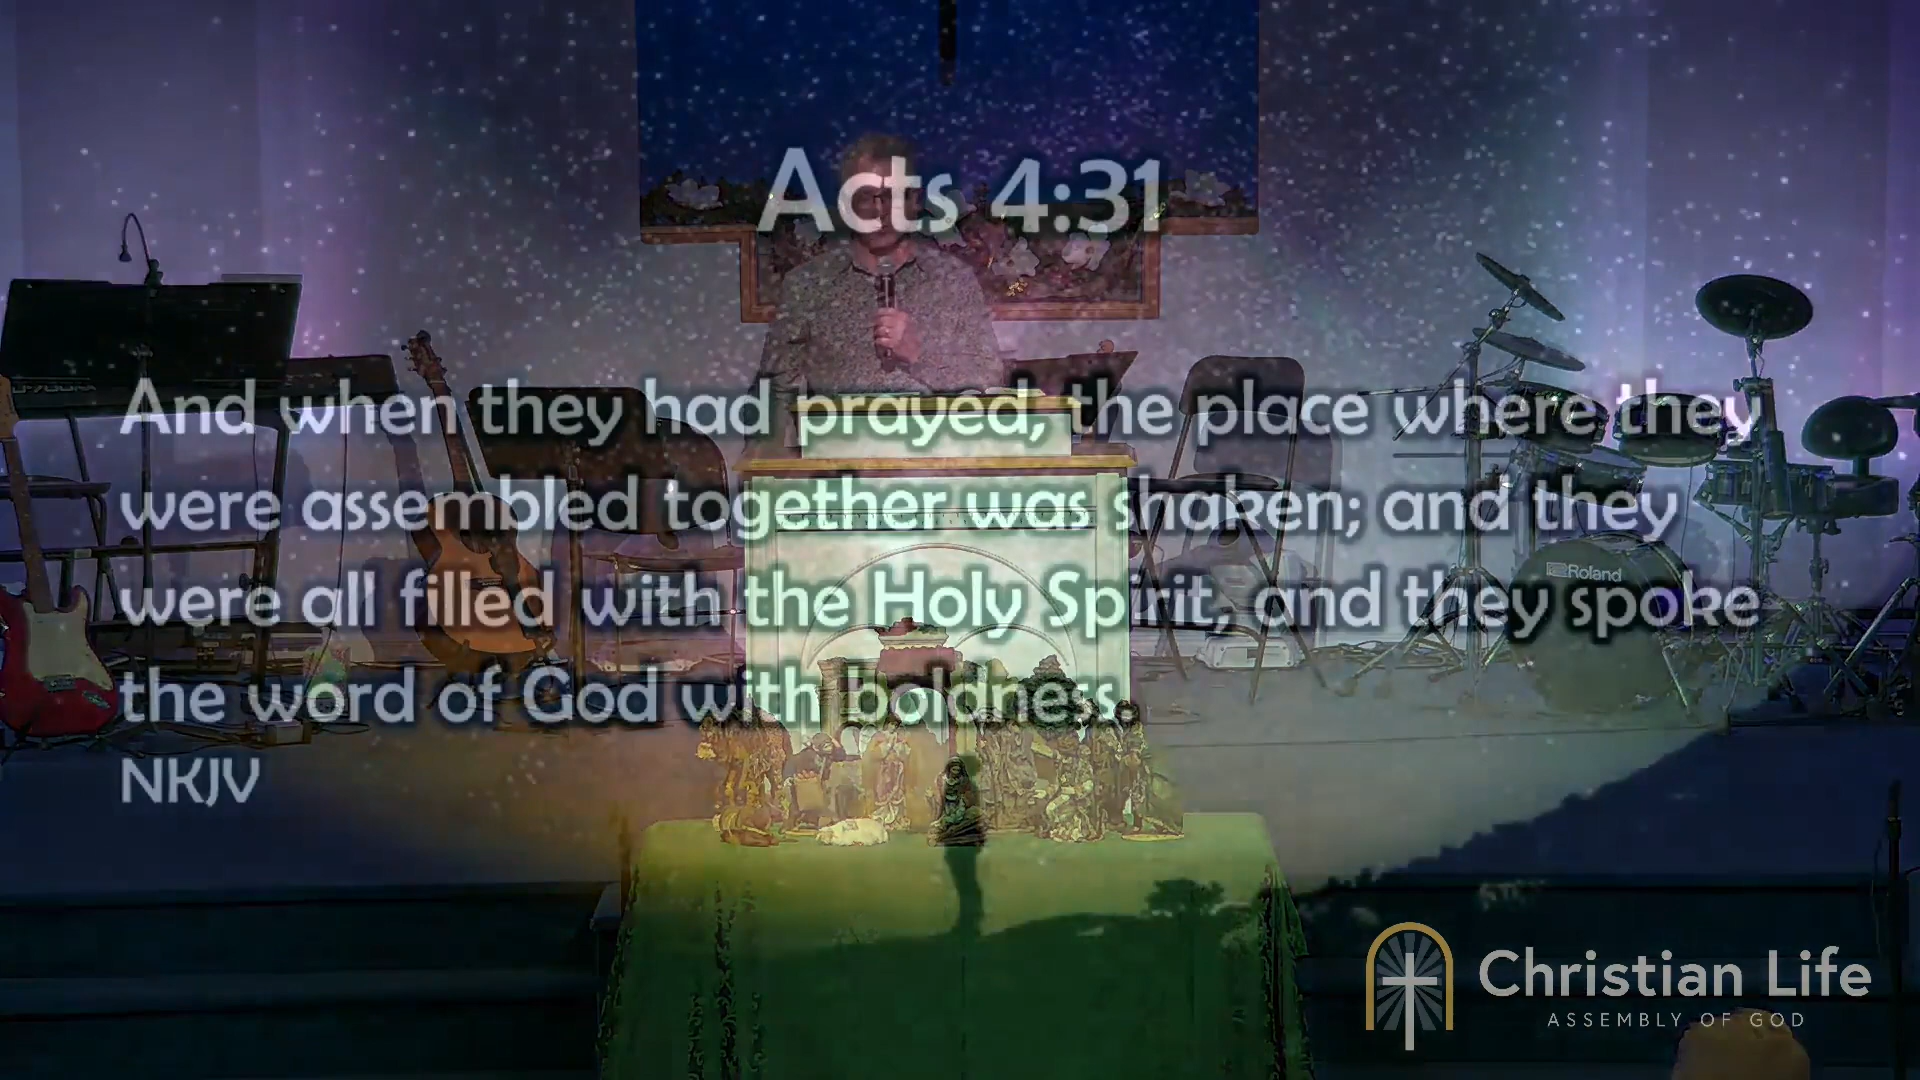 Acts 4:31
And when they had prayed, the place where they
were assembled together was shaken; and they
were all filled with the Holy Spirit, and they spoke
the word of God with boldness.
NKJV
Roland
Christian Life
ASSEMBLY OF GOD